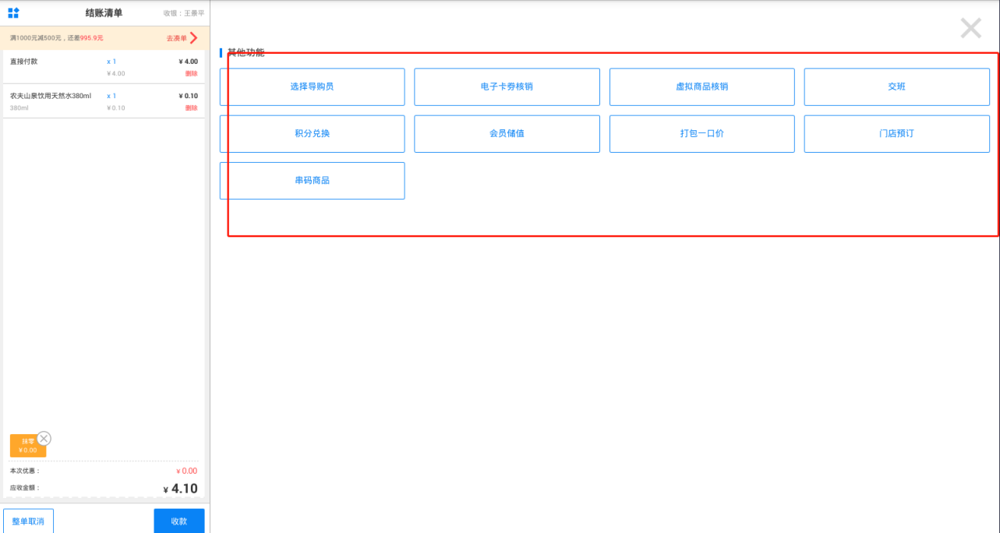 结账清单
收银：王景平
满1000元减500元，还差995.9元
去凑单
直接付款
x 1
¥ 4.00
¥ 4.00
删除
农夫山泉饮用天然水380ml
x 1
¥ 0.10
380ml
¥ 0.10
删除
抹零
¥ 0.00
本次优惠：
¥ 0.00
应收金额：
¥ 4.10
整单取消
收款
其他功能
选择导购员
电子卡券核销
虚拟商品核销
交班
积分兑换
会员储值
打包一口价
门店预订
串码商品